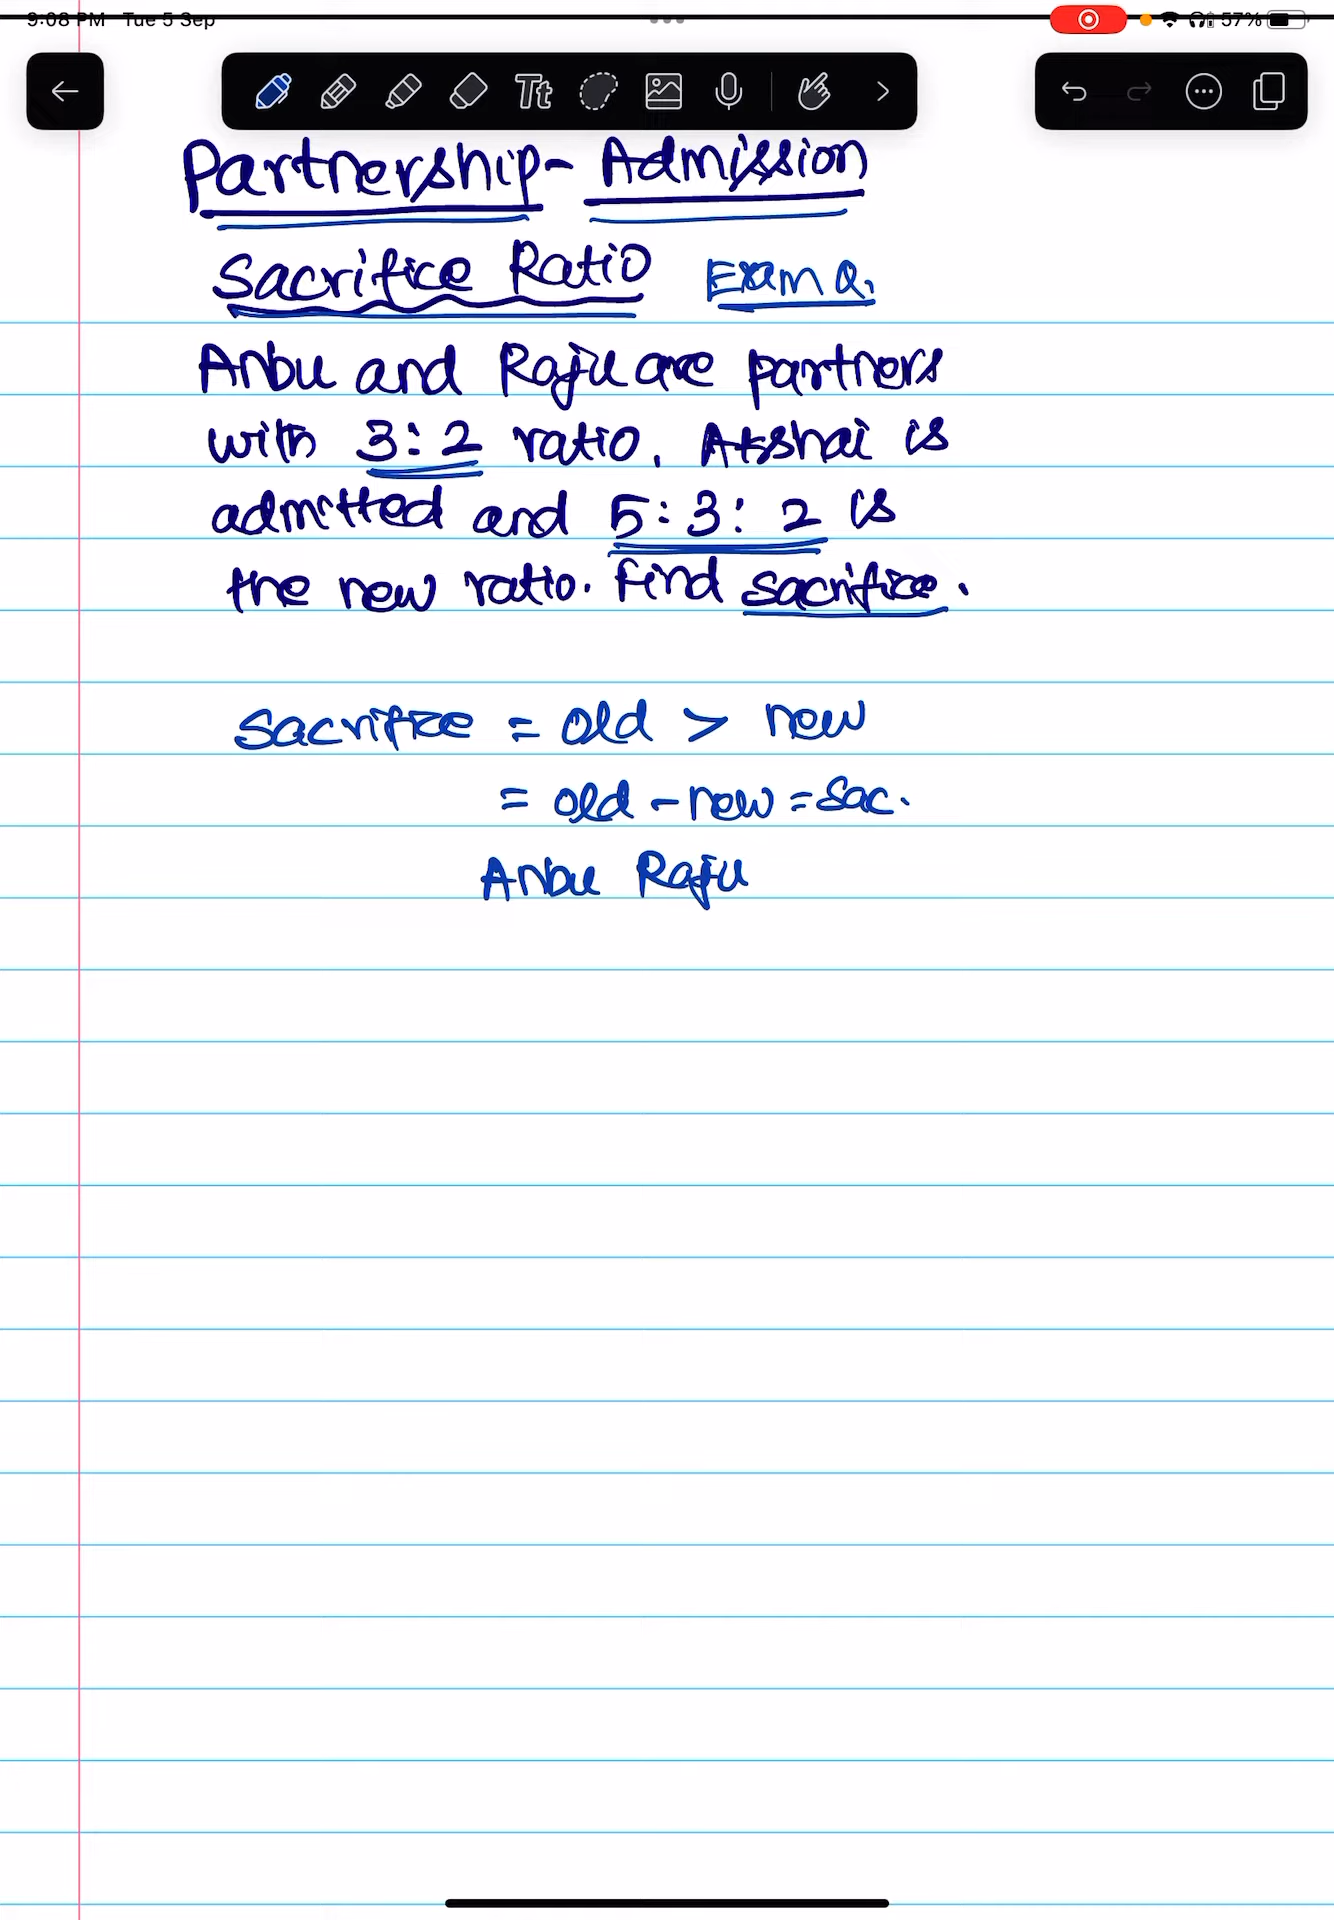 9:08 PM Tue 5 Sep
57%
Tt
Partnership- Admission
Sacrifice Ratio Exam Q.
Anbu and Raju are partners
with 3:2 ratio. Akshai is
admitted and 5:3:2 is
the new ratio. Find sacrifice.
Sacrifice = old > new
= old - new = Sac.
Anbu Raju